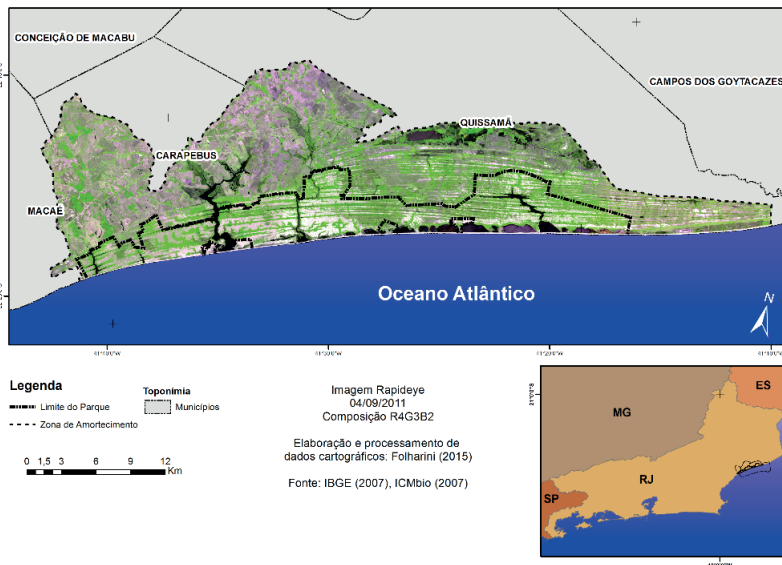 CONCEIÇÃO DE MACABU
CAMPOS DOS GOYTACAZES
QUISSAMÃ
CARAPEBUS
MACAÉ
Oceano Atlântico
N
Legenda
Limite do Parque
Zona de Amortecimento
Toponímia
Municípios
0 1,5 3 6 9 12
Km
Imagem Rapideye
04/09/2011
Composição R4G3B2
Elaboração e processamento de
dados cartográficos: Folharini (2015)
Fonte: IBGE (2007), ICMbio (2007)
ES
MG
RJ
SP